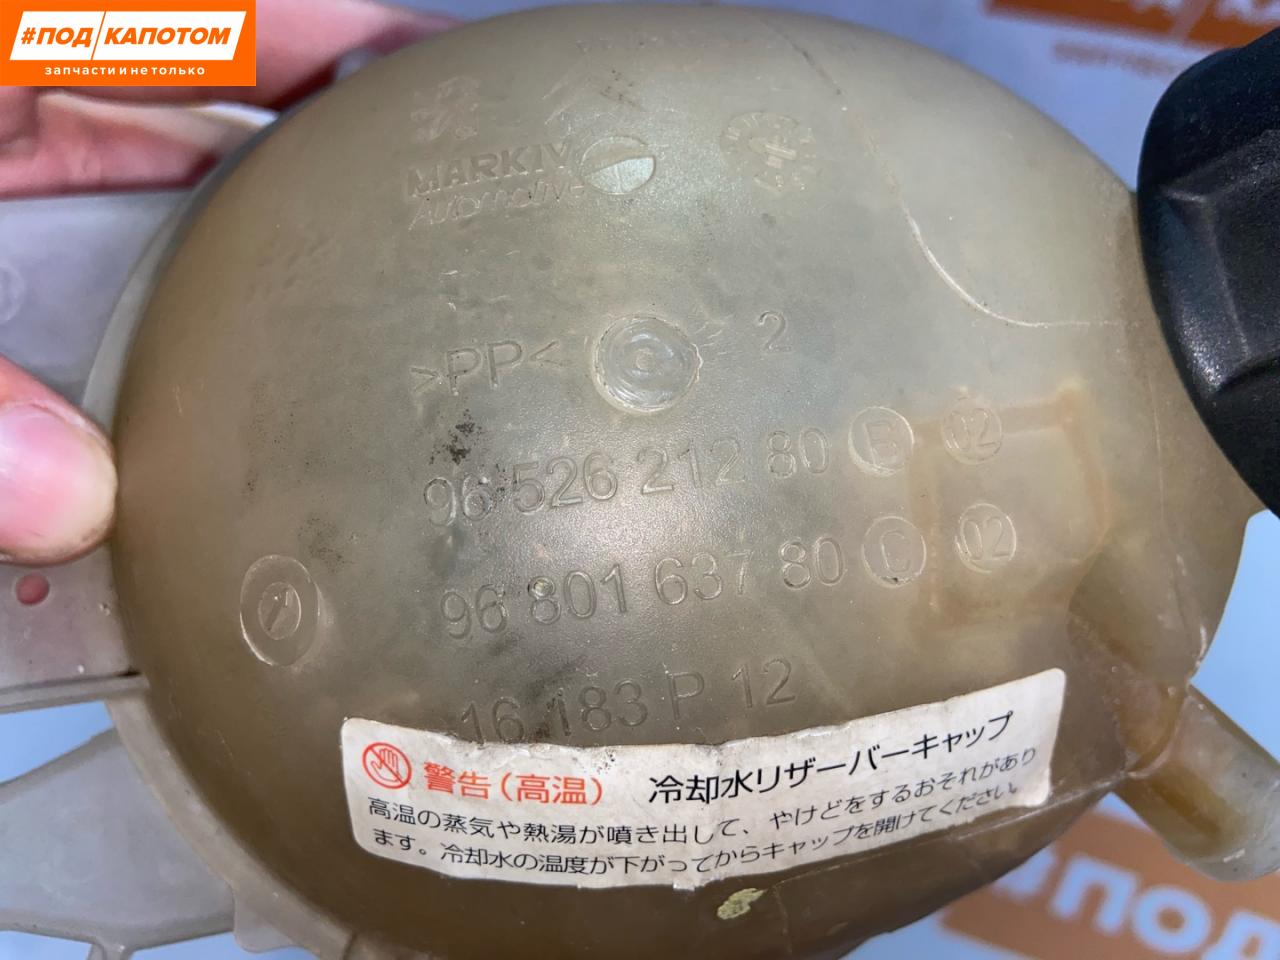 #ПОД КАПОТОМ
запчасти и не только
MARK IV
Automotive
>PP< 2
96 526 212 80 B 02
96 801 637 80 C 02
16 183 P 12
警告(高温) 冷却水リザーバーキャップ
高温の蒸気や熱湯が噴き出して、やけどをするおそれがあり
ます。冷却水の温度が下がってからキャップを開けてください。